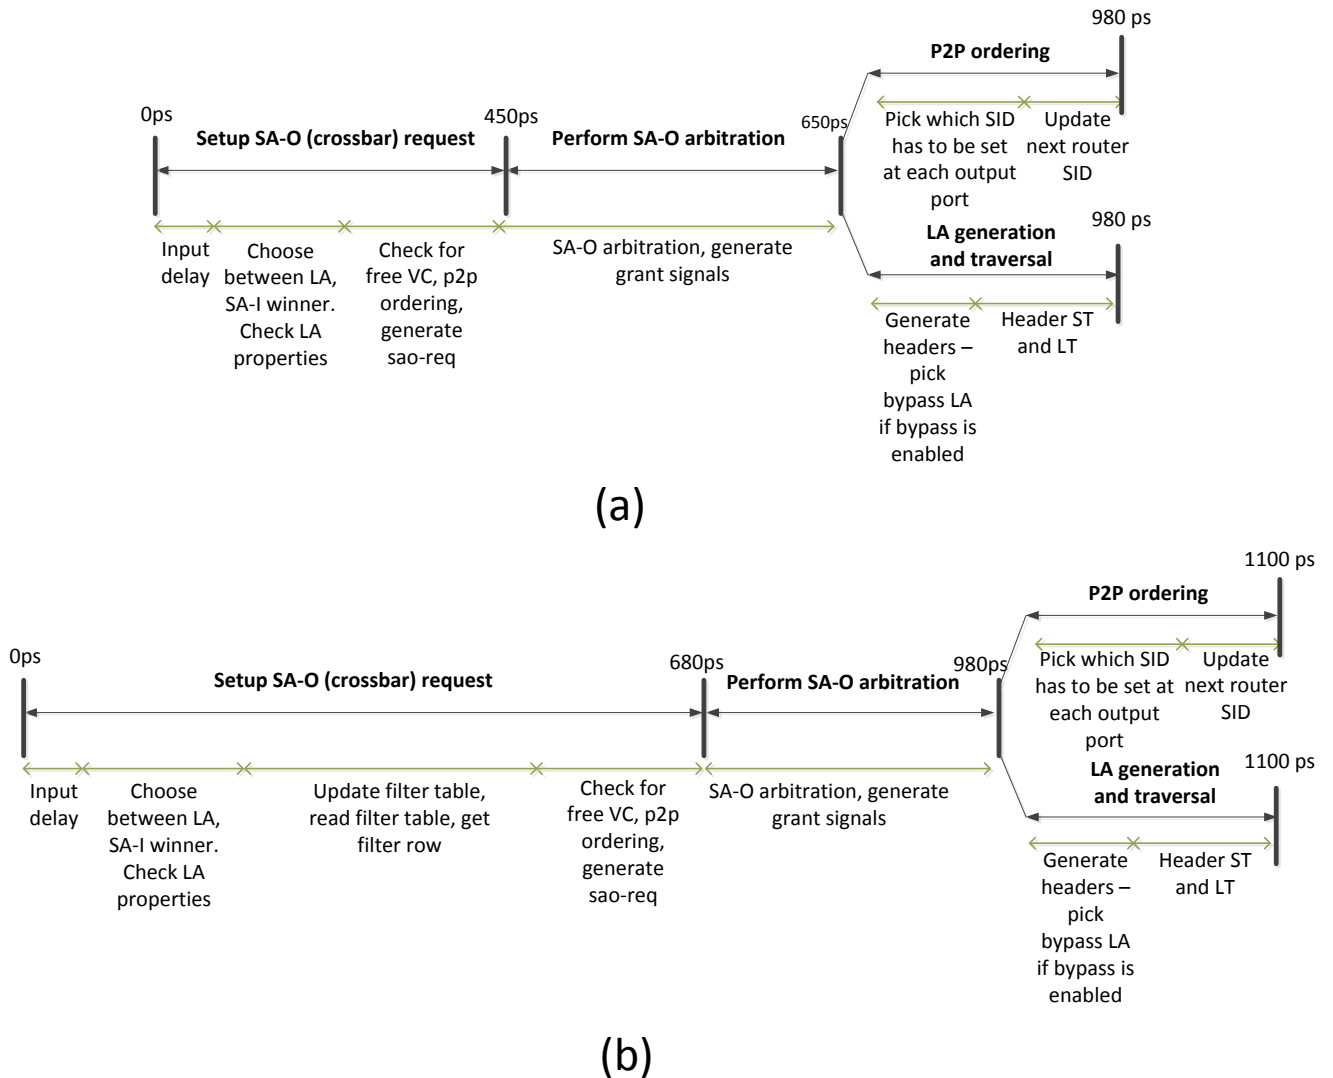 980 ps
P2P ordering
0ps
450ps
650ps
Setup SA-O (crossbar) request
Perform SA-O arbitration
Pick which SID
has to be set
at each output
port
Update
next router
SID
980 ps
LA generation
and traversal
Input
delay
Choose
between LA,
SA-I winner.
Check LA
properties
Check for
free VC, p2p
ordering,
generate
sao-req
SA-O arbitration, generate
grant signals
Generate
headers –
pick
bypass LA
if bypass is
enabled
Header ST
and LT
(a)
1100 ps
P2P ordering
0ps
680ps
980ps
Setup SA-O (crossbar) request
Perform SA-O arbitration
Pick which SID
has to be set at
each output
port
Update
next router
SID
1100 ps
LA generation
and traversal
Input
delay
Choose
between LA,
SA-I winner.
Check LA
properties
Update filter table,
read filter table, get
filter row
Check for
free VC, p2p
ordering,
generate
sao-req
SA-O arbitration, generate
grant signals
Generate
headers –
pick
bypass LA
if bypass is
enabled
Header ST
and LT
(b)